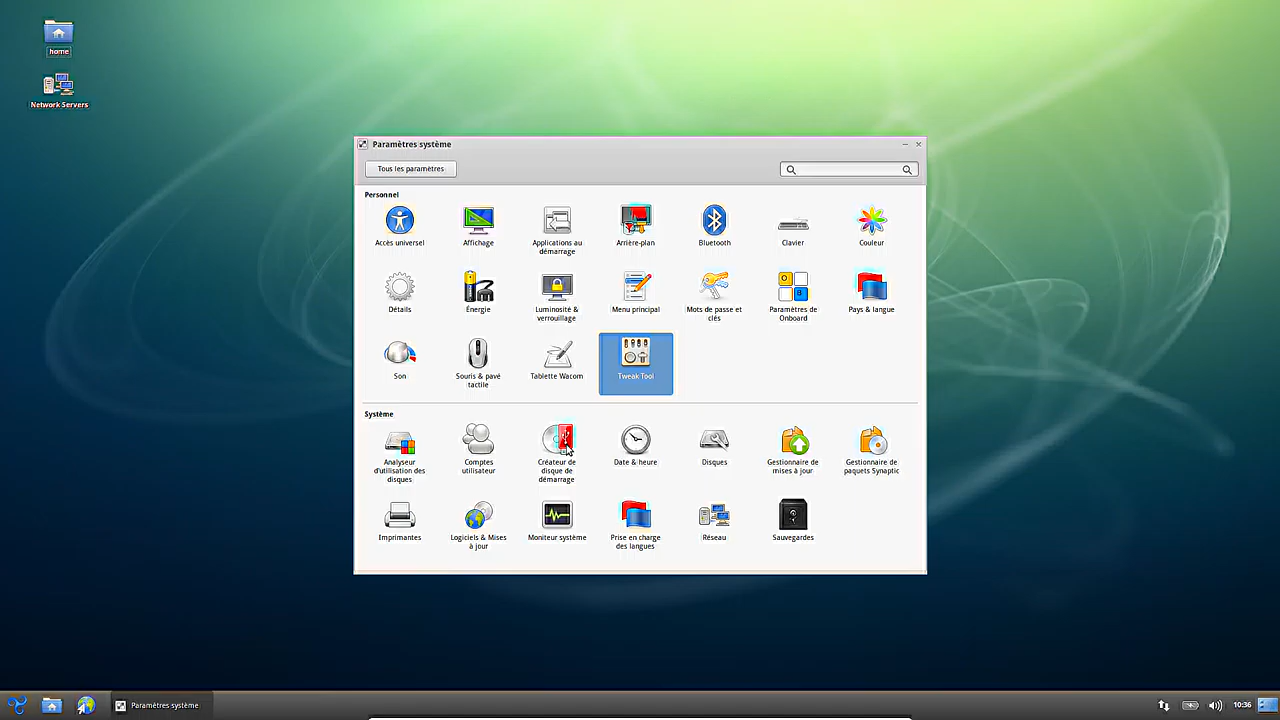 home
Network Servers
Paramètres système
Tous les paramètres
Personnel
Accès universel
Affichage
Applications au
démarrage
Arrière-plan
Bluetooth
Clavier
Couleur
Détails
Énergie
Luminosité &
verrouillage
Menu principal
Mots de passe et
clés
Paramètres de
Onboard
Pays & langue
Son
Souris & pavé
tactile
Tablette Wacom
Tweak Tool
Système
Analyseur
d'utilisation des
disques
Comptes
utilisateur
Créateur de
disque de
démarrage
Date & heure
Disques
Gestionnaire de
mises à jour
Gestionnaire de
paquets Synaptic
Imprimantes
Logiciels & Mises
à jour
Moniteur système
Prise en charge
des langues
Réseau
Sauvegardes
Paramètres système
10:36